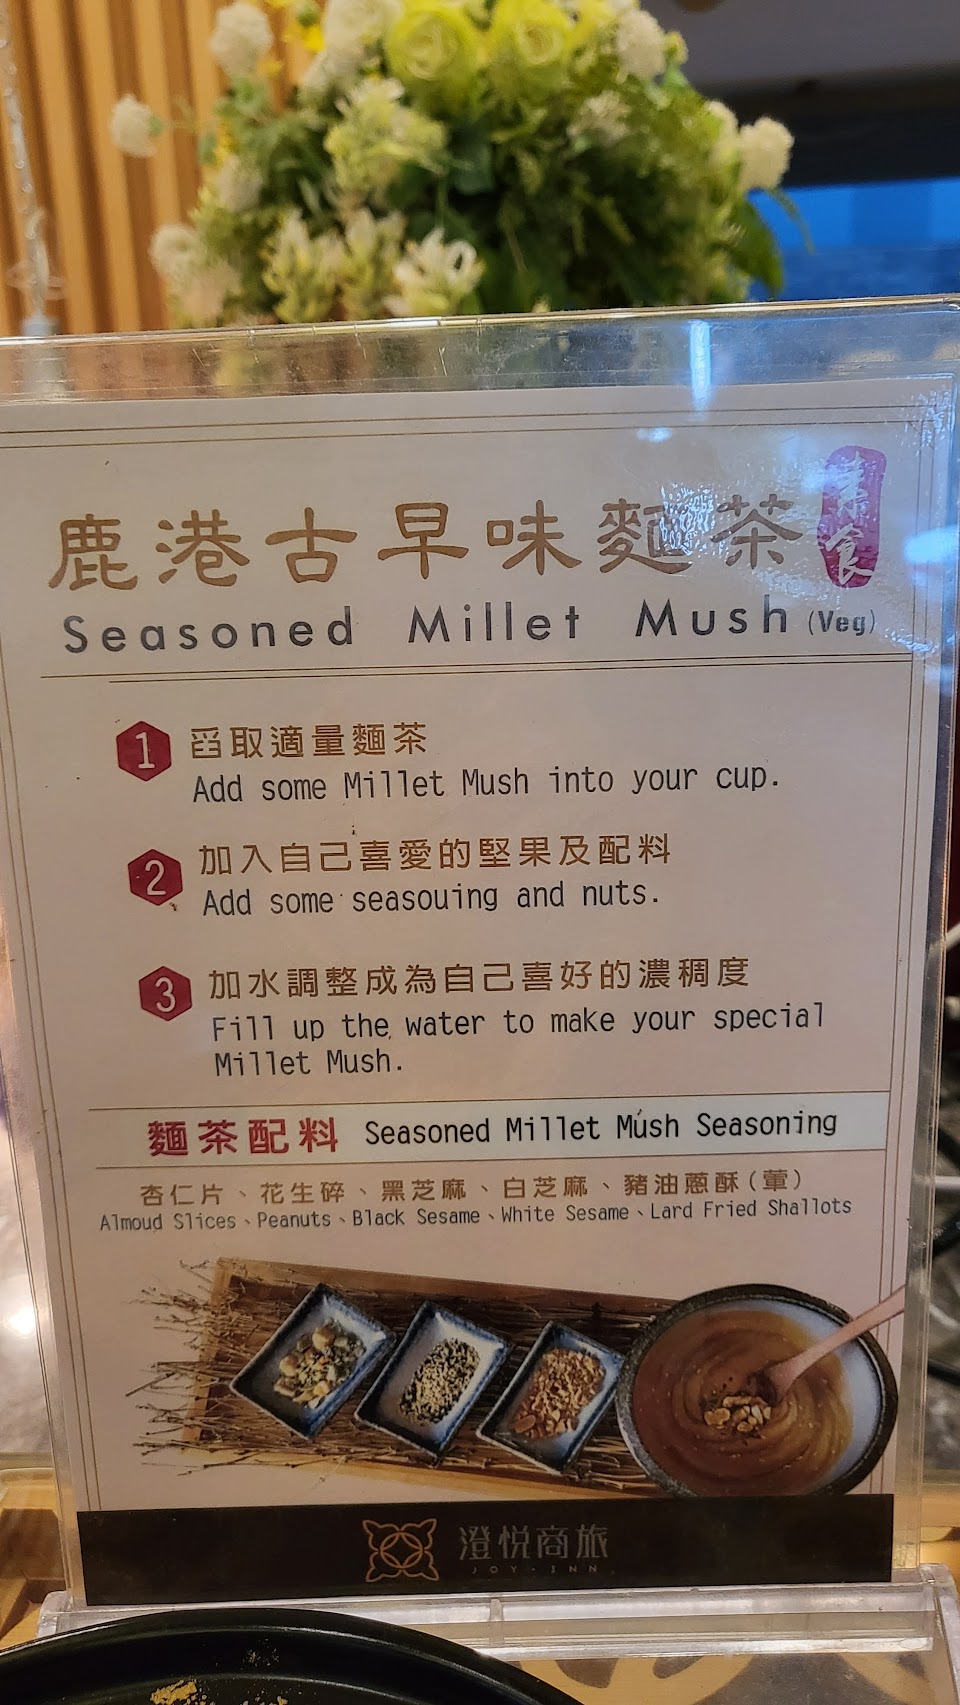 鹿港古早味麵茶
素食
Seasoned Millet Mush (Veg)
1 舀取適量麵茶
Add some Millet Mush into your cup.
2 加入自己喜愛的堅果及配料
Add some seasouing and nuts.
3 加水調整成為自己喜好的濃稠度
Fill up the water to make your special
Millet Mush.
麵茶配料 Seasoned Millet Mush Seasoning
杏仁片、花生碎、黑芝麻、白芝麻、豬油蔥酥(葷)
Almoud Slices、Peanuts、Black Sesame、White Sesame、Lard Fried Shallots
澄悅商旅
JOY·INN